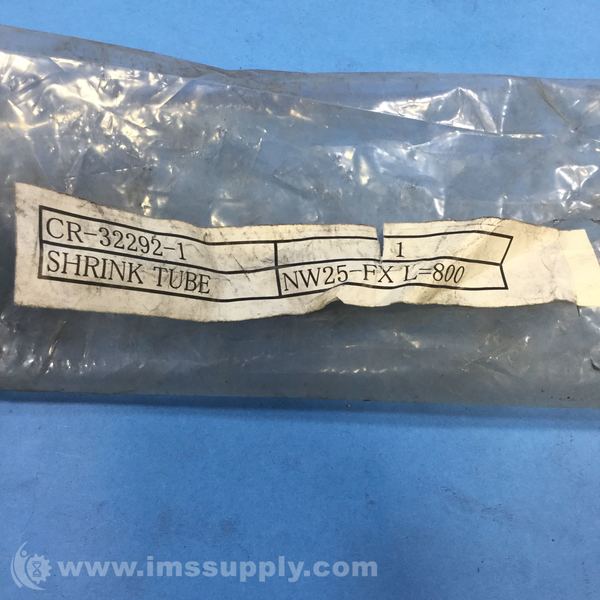 CR-32292-1 1
SHRINK TUBE NW25-FX L=800
www.imssupply.com